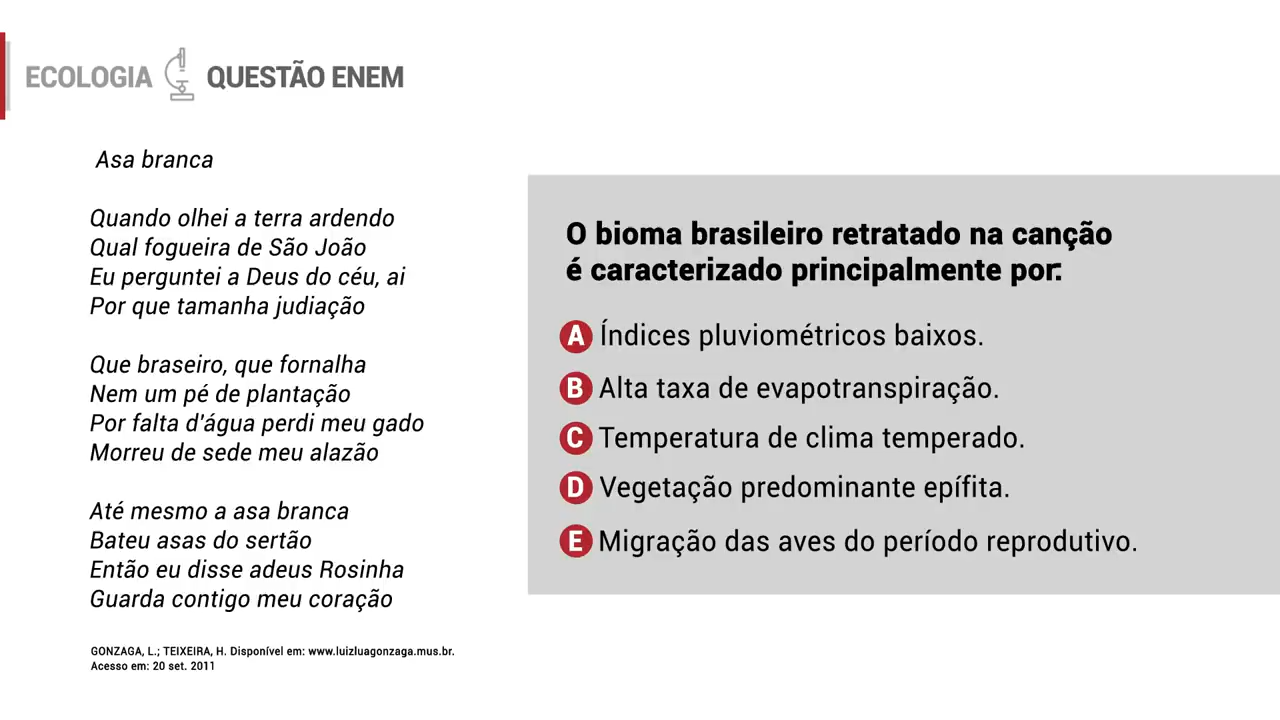 ECOLOGIA QUESTÃO ENEM
Asa branca
Quando olhei a terra ardendo
Qual fogueira de São João
Eu perguntei a Deus do céu, ai
Por que tamanha judiação
Que braseiro, que fornalha
Nem um pé de plantação
Por falta d'água perdi meu gado
Morreu de sede meu alazão
Até mesmo a asa branca
Bateu asas do sertão
Então eu disse adeus Rosinha
Guarda contigo meu coração
GONZAGA, L.; TEIXEIRA, H. Disponível em: www.luizluagonzaga.mus.br.
Acesso em: 20 set. 2011
O bioma brasileiro retratado na canção
é caracterizado principalmente por:
A Índices pluviométricos baixos.
B Alta taxa de evapotranspiração.
C Temperatura de clima temperado.
D Vegetação predominante epífita.
E Migração das aves do período reprodutivo.